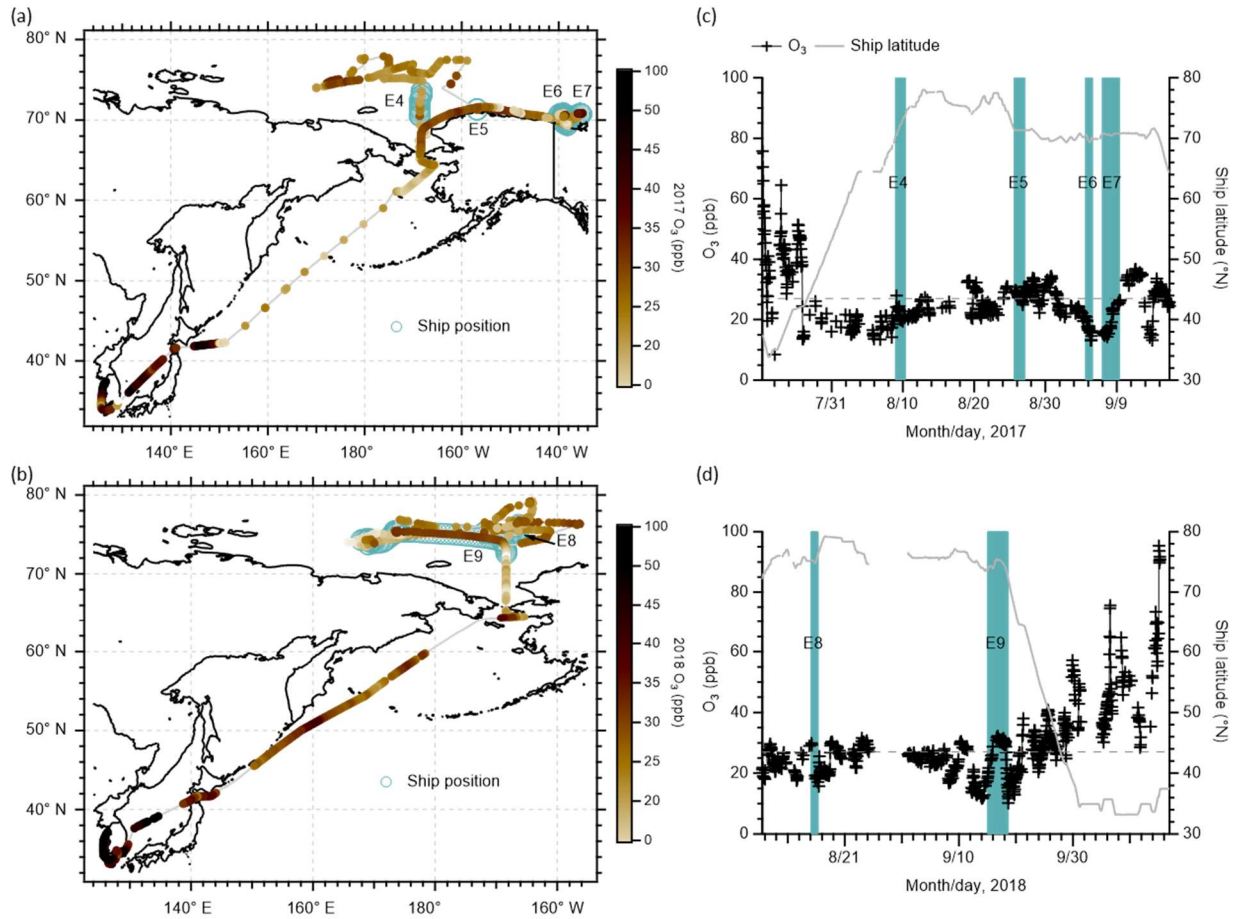 (a)
80° N
70° N
60° N
50° N
40° N
140° E
160° E
180°
160° W
140° W
E4
E5
E6
E7
Ship position
100
50
45
40
35
30
25
20
0
2017 O₃ (ppb)
(b)
80° N
70° N
60° N
50° N
40° N
140° E
160° E
180°
160° W
E8
E9
Ship position
100
50
45
40
35
30
25
20
0
2018 O₃ (ppb)
(c)
O₃
Ship latitude
100
80
60
40
20
0
O₃ (ppb)
80
70
60
50
40
30
Ship latitude (°N)
E4
E5
E6
E7
7/31
8/10
8/20
8/30
9/9
Month/day, 2017
(d)
100
80
60
40
20
0
O₃ (ppb)
80
70
60
50
40
30
Ship latitude (°N)
E8
E9
8/21
9/10
9/30
Month/day, 2018